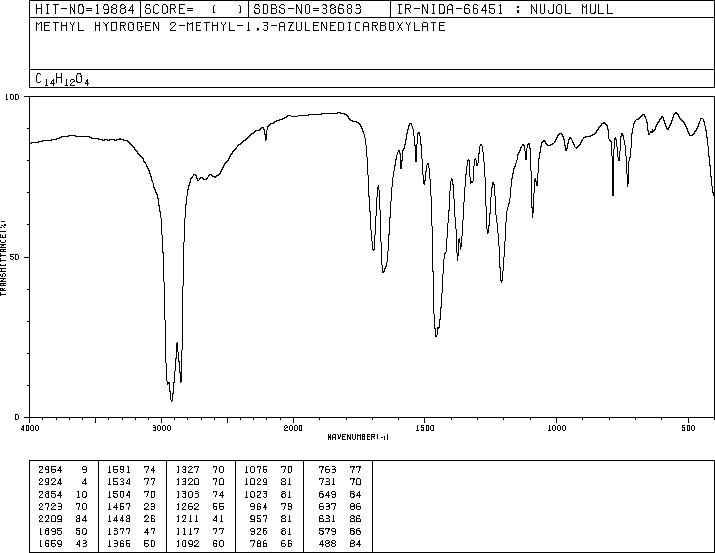 HIT-NO=19884 SCORE= ( ) SDBS-NO=38683 IR-NIDA-66451 : NUJOL MULL
METHYL HYDROGEN 2-METHYL-1,3-AZULENEDICARBOXYLATE
C14H12O4
100
50
0
TRANSMITTANCE(%)
4000 3000 2000 1500 1000 500
WAVENUMBER(-1)
2954 9 1591 74 1327 70 1076 70 763 77
2924 4 1534 77 1320 70 1029 81 731 70
2854 10 1504 70 1303 74 1023 81 649 84
2729 70 1457 23 1262 55 964 79 637 86
2209 84 1448 26 1211 41 957 81 631 86
1695 50 1377 47 1117 77 926 81 579 86
1659 43 1366 50 1092 60 786 66 488 84